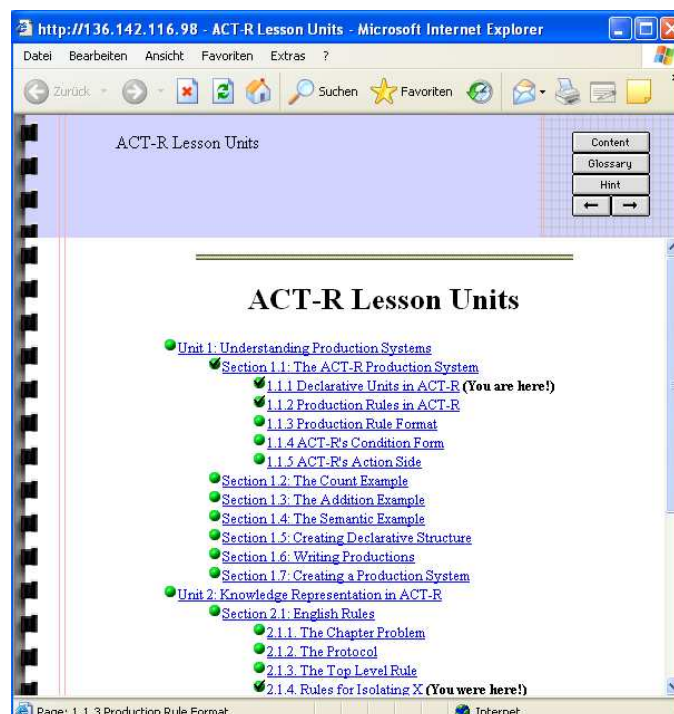 http://136.142.116.98 - ACT-R Lesson Units - Microsoft Internet Explorer
Datei Bearbeiten Ansicht Favoriten Extras ?
Zurück Suchen Favoriten »
ACT-R Lesson Units
Content
Glossary
Hint
← →
ACT-R Lesson Units
Unit 1: Understanding Production Systems
Section 1.1: The ACT-R Production System
1.1.1 Declarative Units in ACT-R (You are here!)
1.1.2 Production Rules in ACT-R
1.1.3 Production Rule Format
1.1.4 ACT-R's Condition Form
1.1.5 ACT-R's Action Side
Section 1.2: The Count Example
Section 1.3: The Addition Example
Section 1.4: The Semantic Example
Section 1.5: Creating Declarative Structure
Section 1.6: Writing Productions
Section 1.7: Creating a Production System
Unit 2: Knowledge Representation in ACT-R
Section 2.1: English Rules
2.1.1. The Chapter Problem
2.1.2. The Protocol
2.1.3. The Top Level Rule
2.1.4. Rules for Isolating X (You were here!)
Page: 1.1.3 Production Rule Format Internet